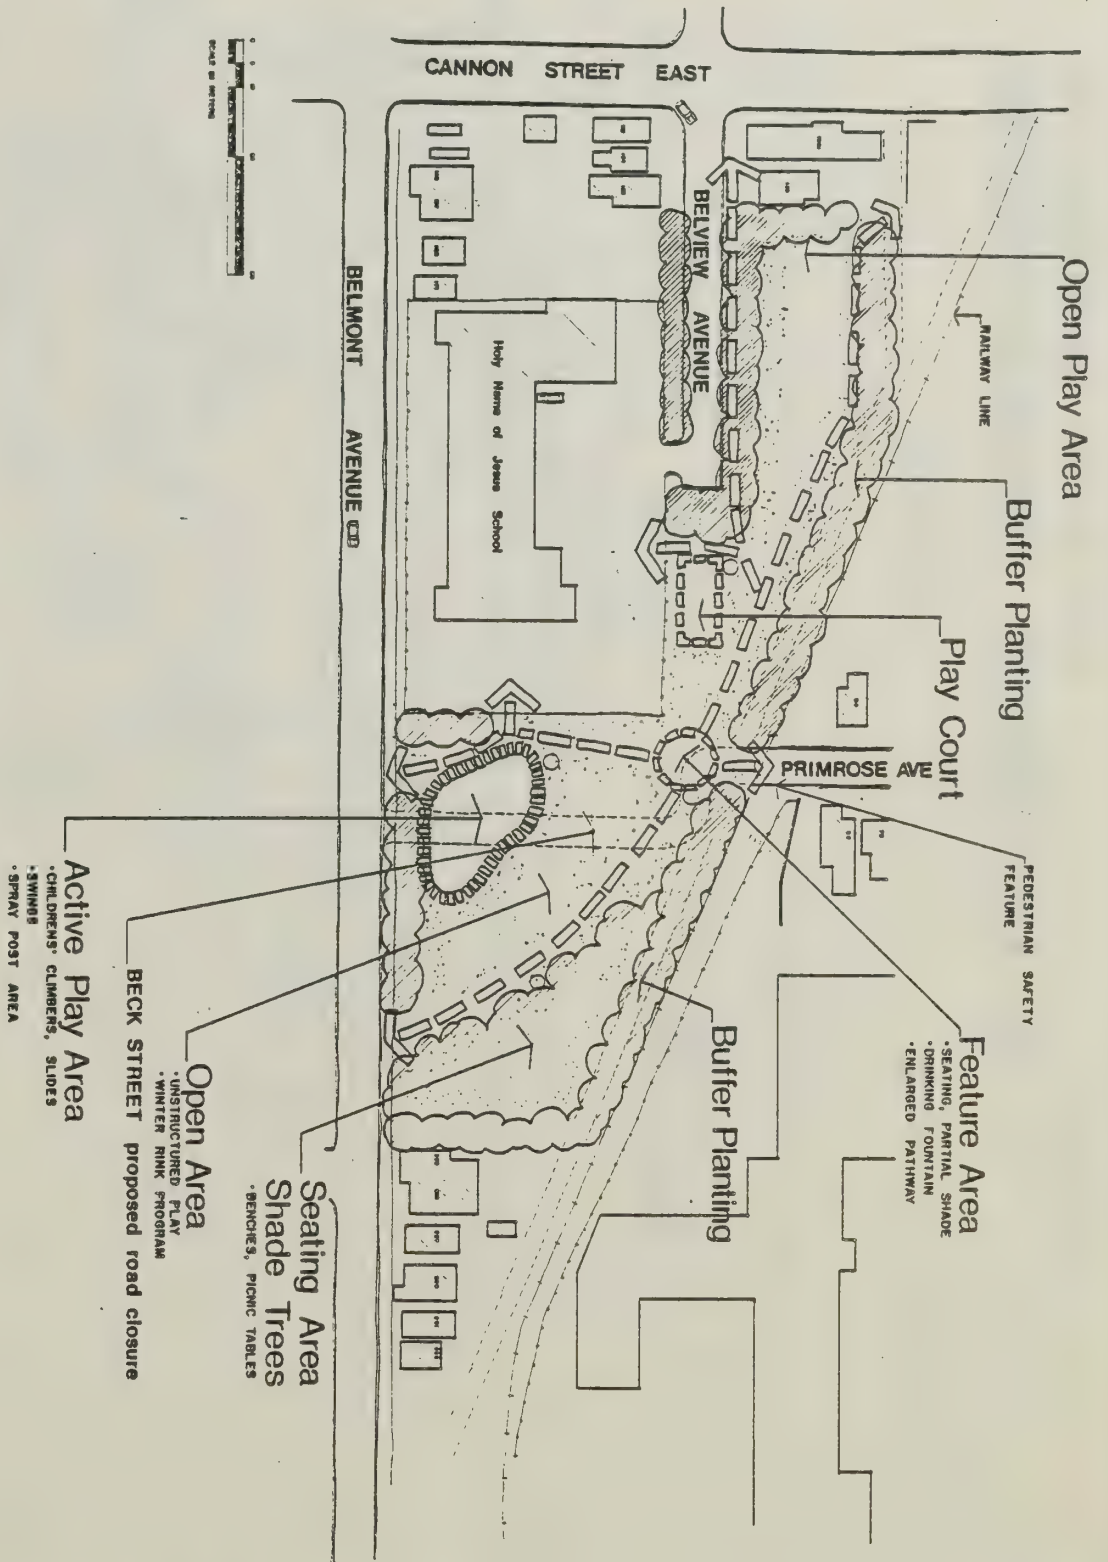 CANNON STREET EAST
BELVIEW AVENUE
BELMONT AVENUE
SCALE IN METERS
Holy Name of Jesus School
Open Play Area
RAILWAY LINE
Buffer Planting
Play Court
PRIMROSE AVE
PEDESTRIAN SAFETY
FEATURE
Feature Area
•SEATING, PARTIAL SHADE
•DRINKING FOUNTAIN
•ENLARGED PATHWAY
Buffer Planting
Seating Area
Shade Trees
•BENCHES, PICNIC TABLES
Open Area
•UNSTRUCTURED PLAY
•WINTER RINK PROGRAM
BECK STREET proposed road closure
Active Play Area
•CHILDRENS' CLIMBERS, SLIDES
•SWINGS
•SPRAY POST AREA